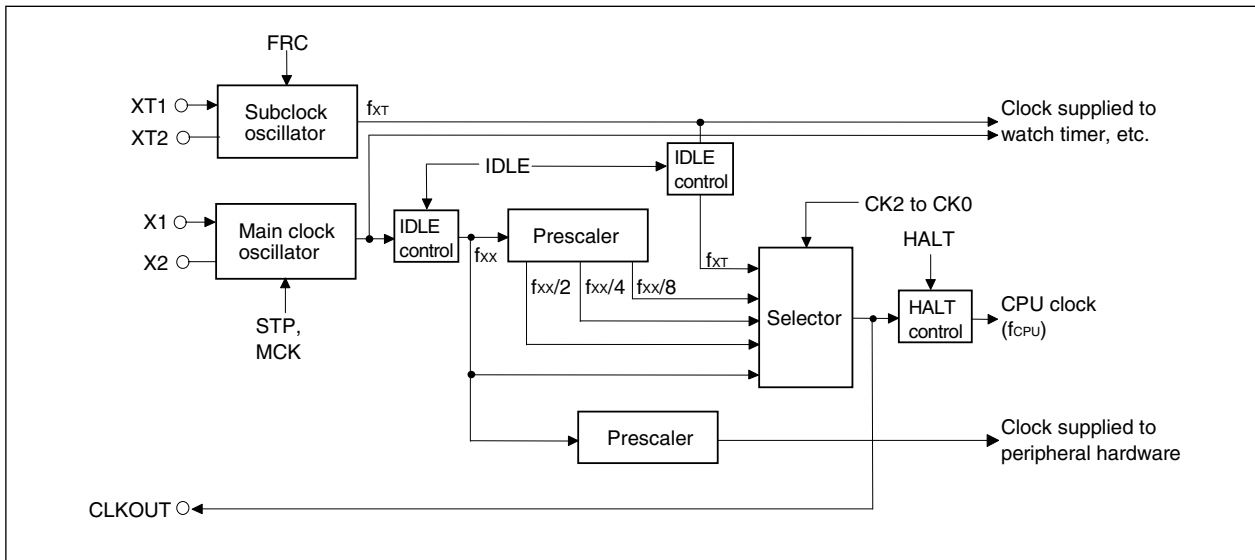 FRC
XT1
XT2
Subclock
oscillator
fXT
Clock supplied to
watch timer, etc.
IDLE
IDLE
control
X1
X2
Main clock
oscillator
IDLE
control
fXX
Prescaler
CK2 to CK0
HALT
fXT
fXX/2
fXX/4
fXX/8
Selector
HALT
control
CPU clock
(fCPU)
STP,
MCK
Prescaler
Clock supplied to
peripheral hardware
CLKOUT